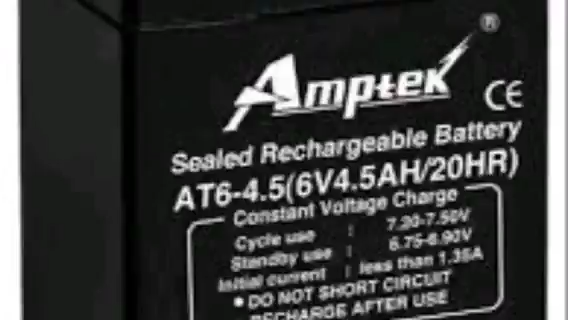 Amptek ®
CE
Sealed Rechargeable Battery
AT6-4.5(6V4.5AH/20HR)
Constant Voltage Charge
Cycle use : 7.20-7.50V
Standby use : 6.75-6.90V
Initial current : less than 1.35A
• DO NOT SHORT CIRCUIT
RECHARGE AFTER USE